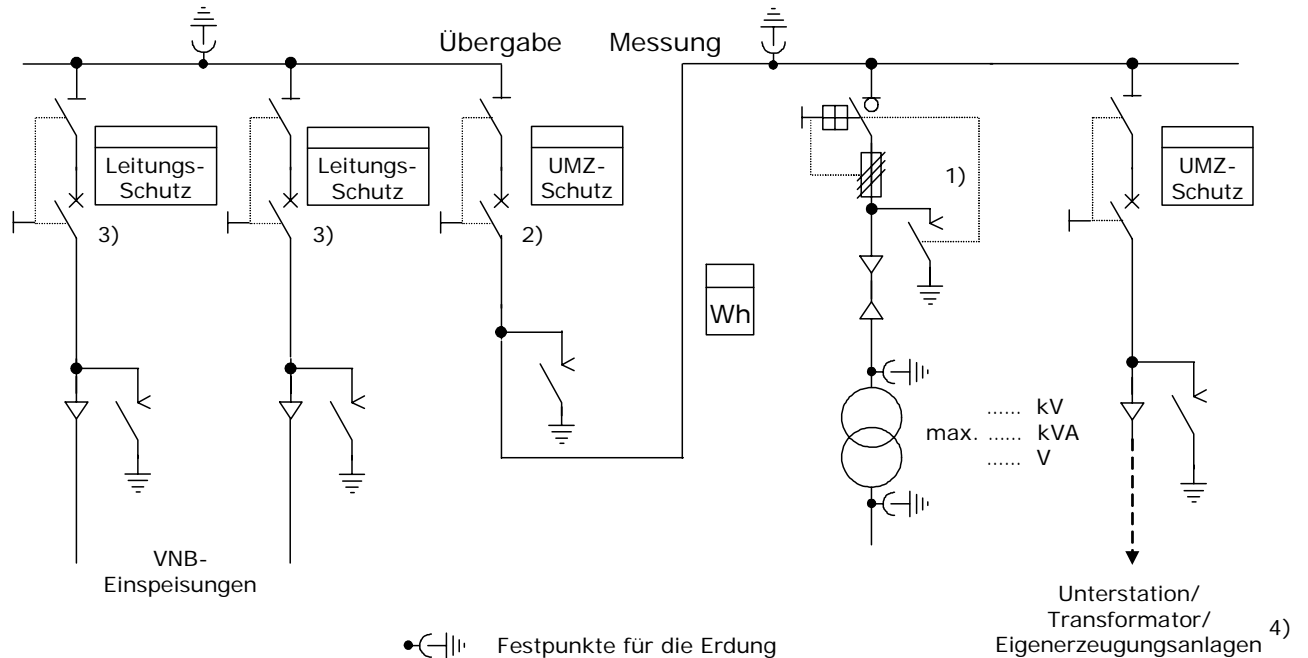 Übergabe Messung
Leitungs-
Schutz
3)
Leitungs-
Schutz
3)
UMZ-
Schutz
2)
Wh
1)
UMZ-
Schutz
...... kV
max. ...... kVA
...... V
VNB-
Einspeisungen
Unterstation/
Transformator/
Eigenerzeugungsanlagen 4)
Festpunkte für die Erdung